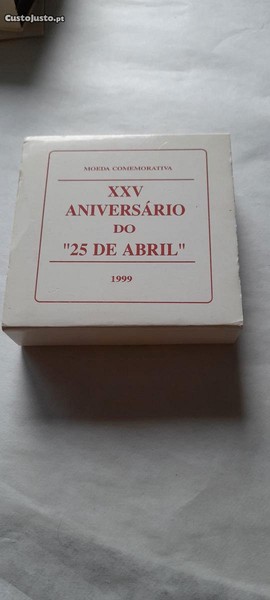 CustoJusto.pt
MOEDA COMEMORATIVA
XXV
ANIVERSÁRIO
DO
"25 DE ABRIL"
1999